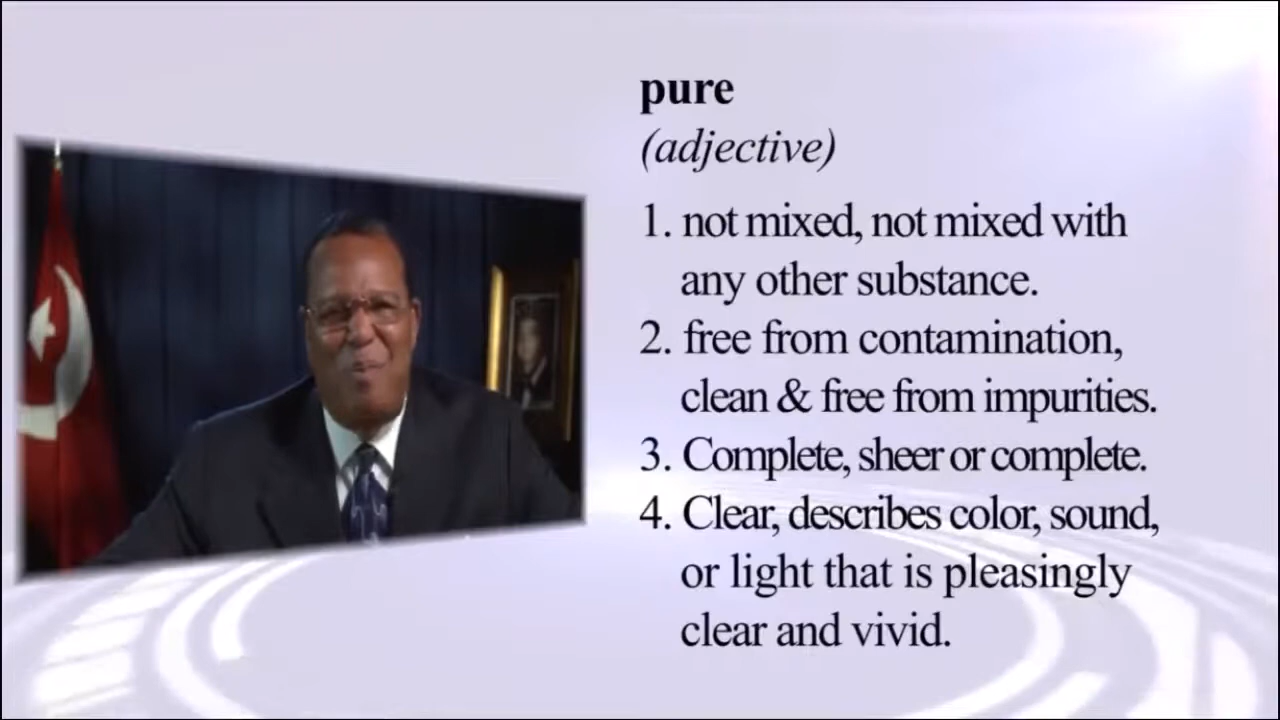 pure
(adjective)
1. not mixed, not mixed with
any other substance.
2. free from contamination,
clean & free from impurities.
3. Complete, sheer or complete.
4. Clear, describes color, sound,
or light that is pleasingly
clear and vivid.